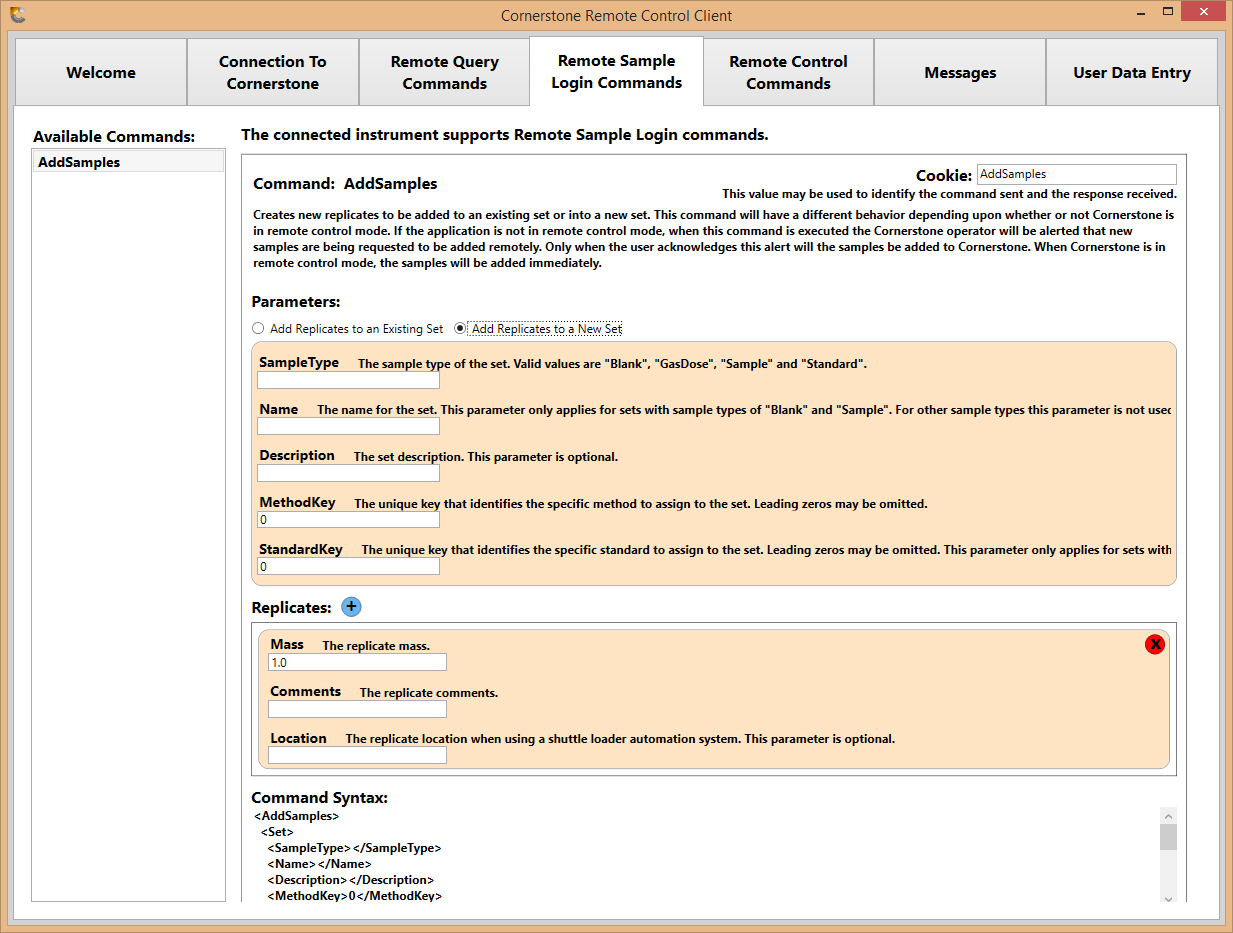 Cornerstone Remote Control Client
Welcome
Connection To
Cornerstone
Remote Query
Commands
Remote Sample
Login Commands
Remote Control
Commands
Messages
User Data Entry
Available Commands:
AddSamples
The connected instrument supports Remote Sample Login commands.
Command: AddSamples
Cookie: AddSamples
This value may be used to identify the command sent and the response received.
Creates new replicates to be added to an existing set or into a new set. This command will have a different behavior depending upon whether or not Cornerstone is
in remote control mode. If the application is not in remote control mode, when this command is executed the Cornerstone operator will be alerted that new
samples are being requested to be added remotely. Only when the user acknowledges this alert will the samples be added to Cornerstone. When Cornerstone is in
remote control mode, the samples will be added immediately.
Parameters:
Add Replicates to an Existing Set Add Replicates to a New Set
SampleType The sample type of the set. Valid values are "Blank", "GasDose", "Sample" and "Standard".
Name The name for the set. This parameter only applies for sets with sample types of "Blank" and "Sample". For other sample types this parameter is not used
Description The set description. This parameter is optional.
MethodKey The unique key that identifies the specific method to assign to the set. Leading zeros may be omitted.
0
StandardKey The unique key that identifies the specific standard to assign to the set. Leading zeros may be omitted. This parameter only applies for sets with
0
Replicates: +
Mass The replicate mass.
X
1.0
Comments The replicate comments.
Location The replicate location when using a shuttle loader automation system. This parameter is optional.
Command Syntax:
<AddSamples>
<Set>
<SampleType></SampleType>
<Name></Name>
<Description></Description>
<MethodKey>0</MethodKey>